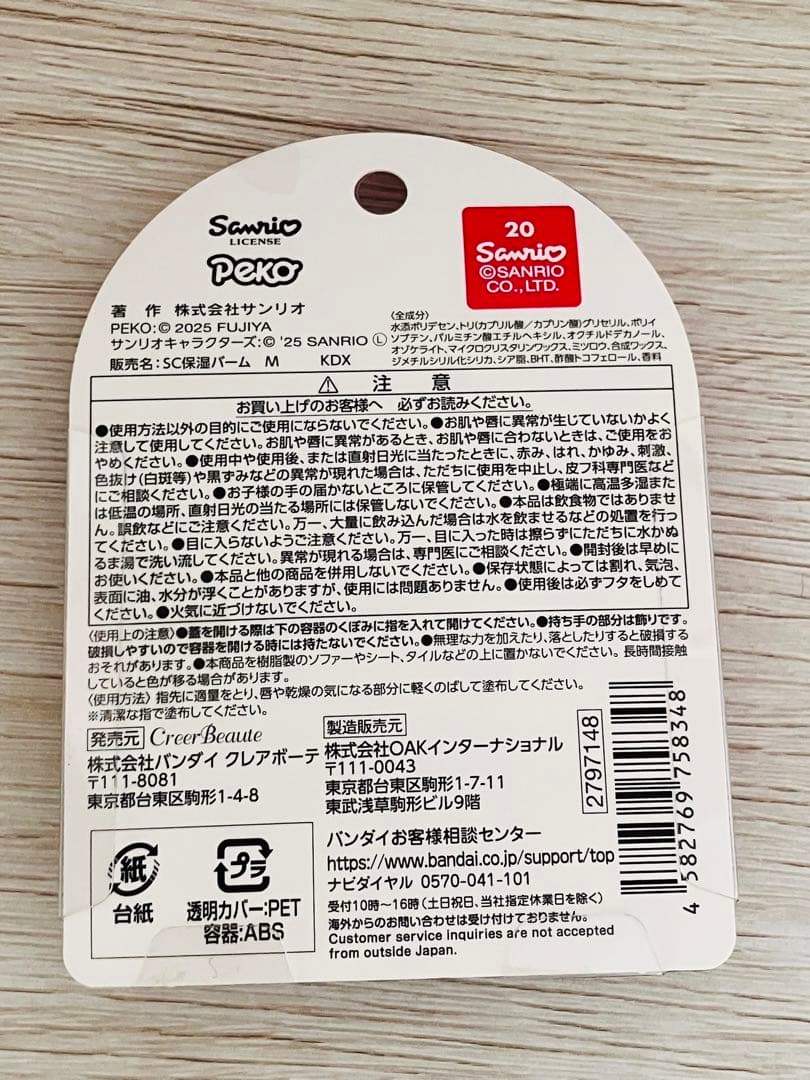 Sanrio
LICENSE
PEKO
20
Sanrio
©SANRIO
CO.,LTD.
著 作 株式会社サンリオ
PEKO:© 2025 FUJIYA
サンリオキャラクターズ:© '25 SANRIO Ⓛ
販売名:SC保湿バーム M KDX
〈全成分〉
水添ポリデセン、トリ(カプリル酸/カプリン酸)グリセリル、ポリイ
ソブテン、パルミチン酸エチルヘキシル、オクチルドデカノール、
オゾケライト、マイクロクリスタリンワックス、ミツロウ、合成ワックス、
ジメチルシリル化シリカ、シア脂、BHT、酢酸トコフェロール、香料
⚠ 注 意
お買い上げのお客様へ 必ずお読みください。
●使用方法以外の目的にご使用にならないでください。●お肌や唇に異常が生じていないかよく
注意して使用してください。お肌や唇に異常があるとき、お肌や唇に合わないときは、ご使用をお
やめください。●使用中や使用後、または直射日光に当たったときに、赤み、はれ、かゆみ、刺激、
色抜け(白斑等)や黒ずみなどの異常が現れた場合は、ただちに使用を中止し、皮フ科専門医など
にご相談ください。●お子様の手の届かないところに保管してください。●極端に高温多湿また
は低温の場所、直射日光の当たる場所には保管しないでください。●本品は飲食物ではありませ
ん。誤飲などにご注意ください。万一、大量に飲み込んだ場合は水を飲ませるなどの処置を行っ
てください。●目に入らないようご注意ください。万一、目に入った時は擦らずにただちに水かぬ
るま湯で洗い流してください。異常が現れる場合は、専門医にご相談ください。●開封後は早めに
お使いください。●本品と他の商品を併用しないでください。●保存状態によっては割れ、気泡、
表面に油、水分が浮くことがありますが、使用には問題ありません。●使用後は必ずフタをしめて
ください。●火気に近づけないでください。
〈使用上の注意〉●蓋を開ける際は下の容器のくぼみに指を入れて開けてください。●持ち手の部分は飾りです。
破損しやすいので容器を開ける時には持たないでください。●無理な力を加えたり、落としたりすると破損する
おそれがあります。●本商品を樹脂製のソファーやシート、タイルなどの上に置かないでください。長時間接触
していると色が移る場合があります。
〈使用方法〉指先に適量をとり、唇や乾燥の気になる部分に軽くのばして塗布してください。
※清潔な指で塗布してください。
発売元 CreerBeaute
株式会社バンダイ クレアボーテ
〒111-8081
東京都台東区駒形1-4-8
製造販売元
株式会社OAKインターナショナル
〒111-0043
東京都台東区駒形1-7-11
東武浅草駒形ビル9階
2797148
4 582769 758348
紙
台紙
プラ
透明カバー:PET
容器:ABS
バンダイお客様相談センター
https://www.bandai.co.jp/support/top
ナビダイヤル 0570-041-101
受付10時～16時(土日祝日、当社指定休業日を除く)
海外からのお問い合わせは受け付けておりません。
Customer service inquiries are not accepted
from outside Japan.